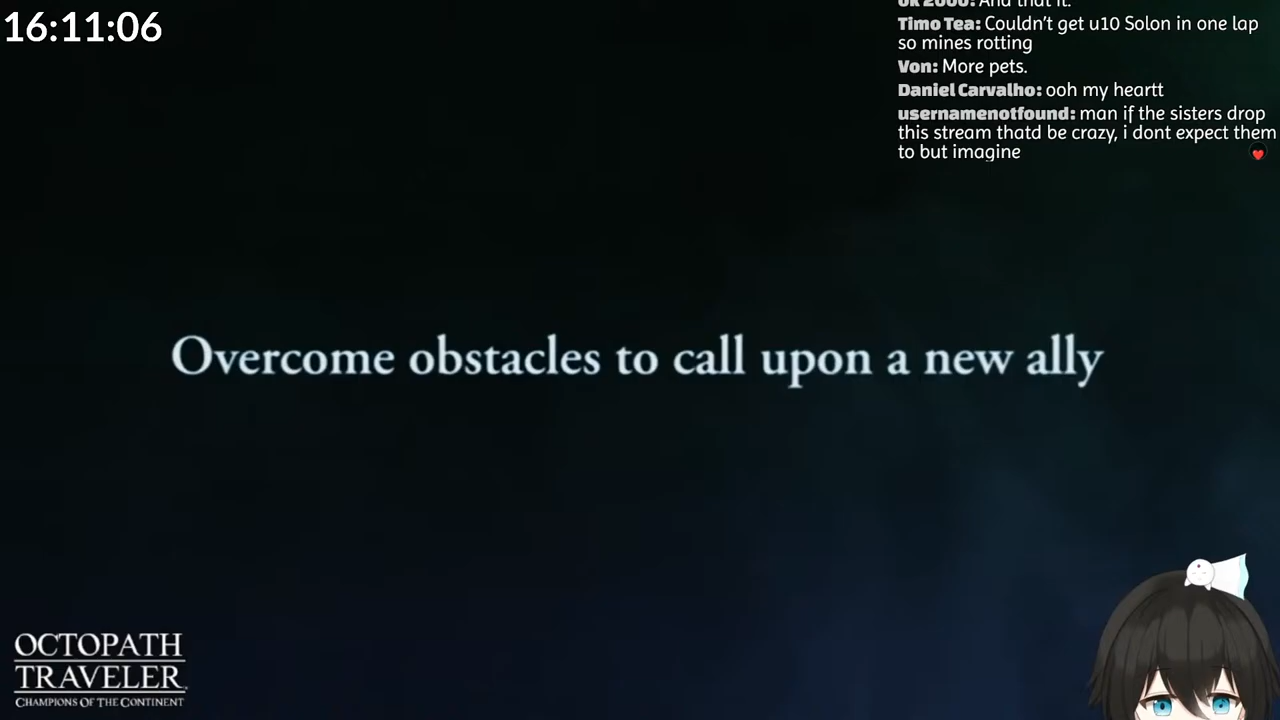 16:11:06
ok 2000: And that it.
Timo Tea: Couldn't get u10 Solon in one lap
so mines rotting
Von: More pets.
Daniel Carvalho: ooh my heartt
usernamenotfound: man if the sisters drop
this stream thatd be crazy, i dont expect them
to but imagine
Overcome obstacles to call upon a new ally
OCTOPATH
TRAVELER
CHAMPIONS OF THE CONTINENT